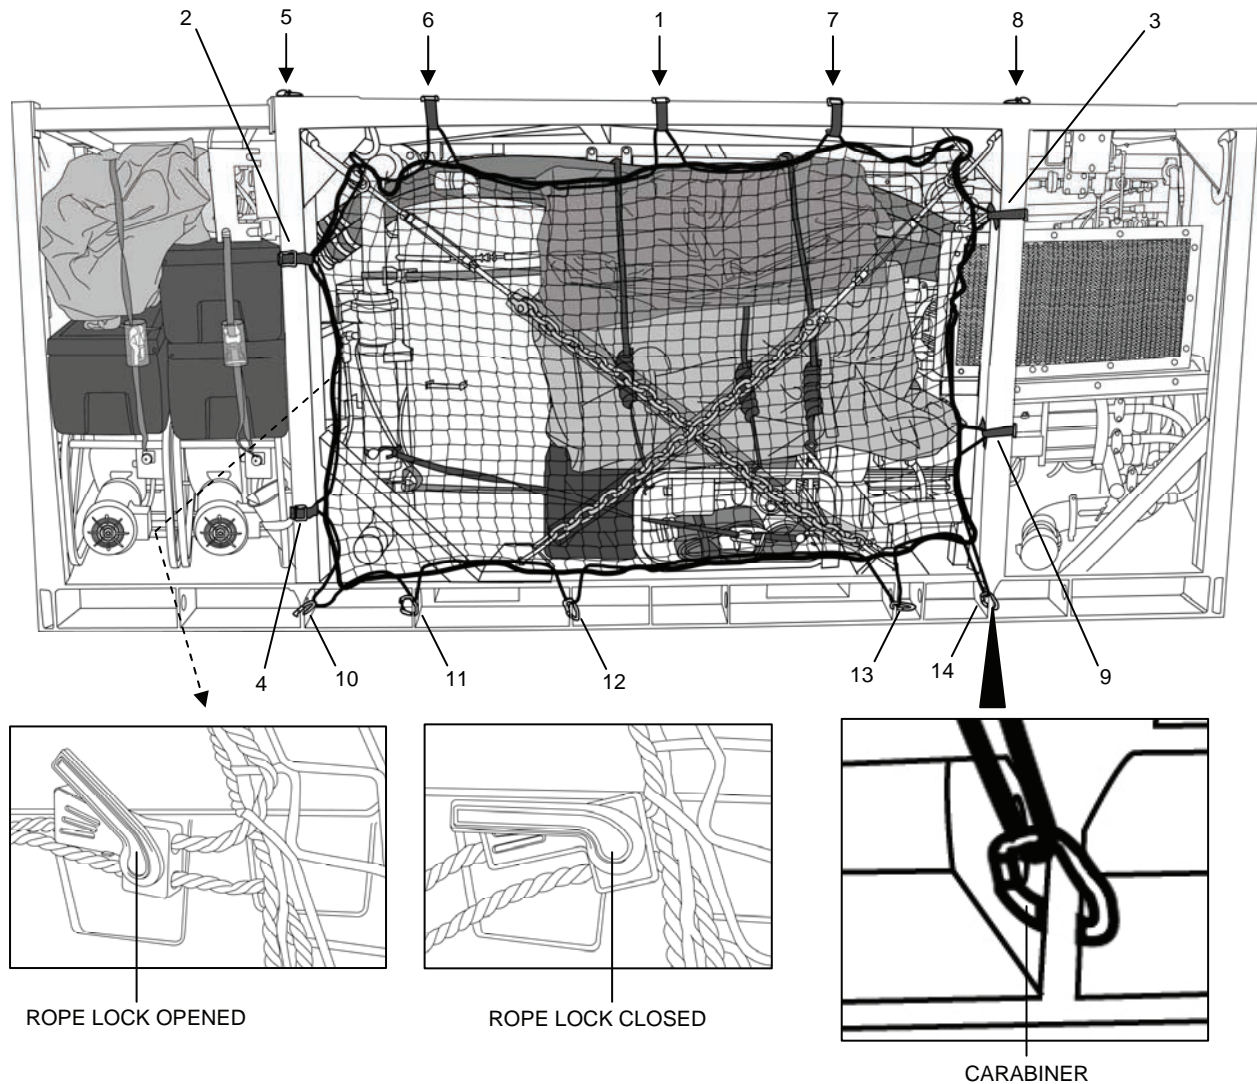 2 5 6 1 7 8 3
4 10 11 12 13 14 9
ROPE LOCK OPENED
ROPE LOCK CLOSED
CARABINER